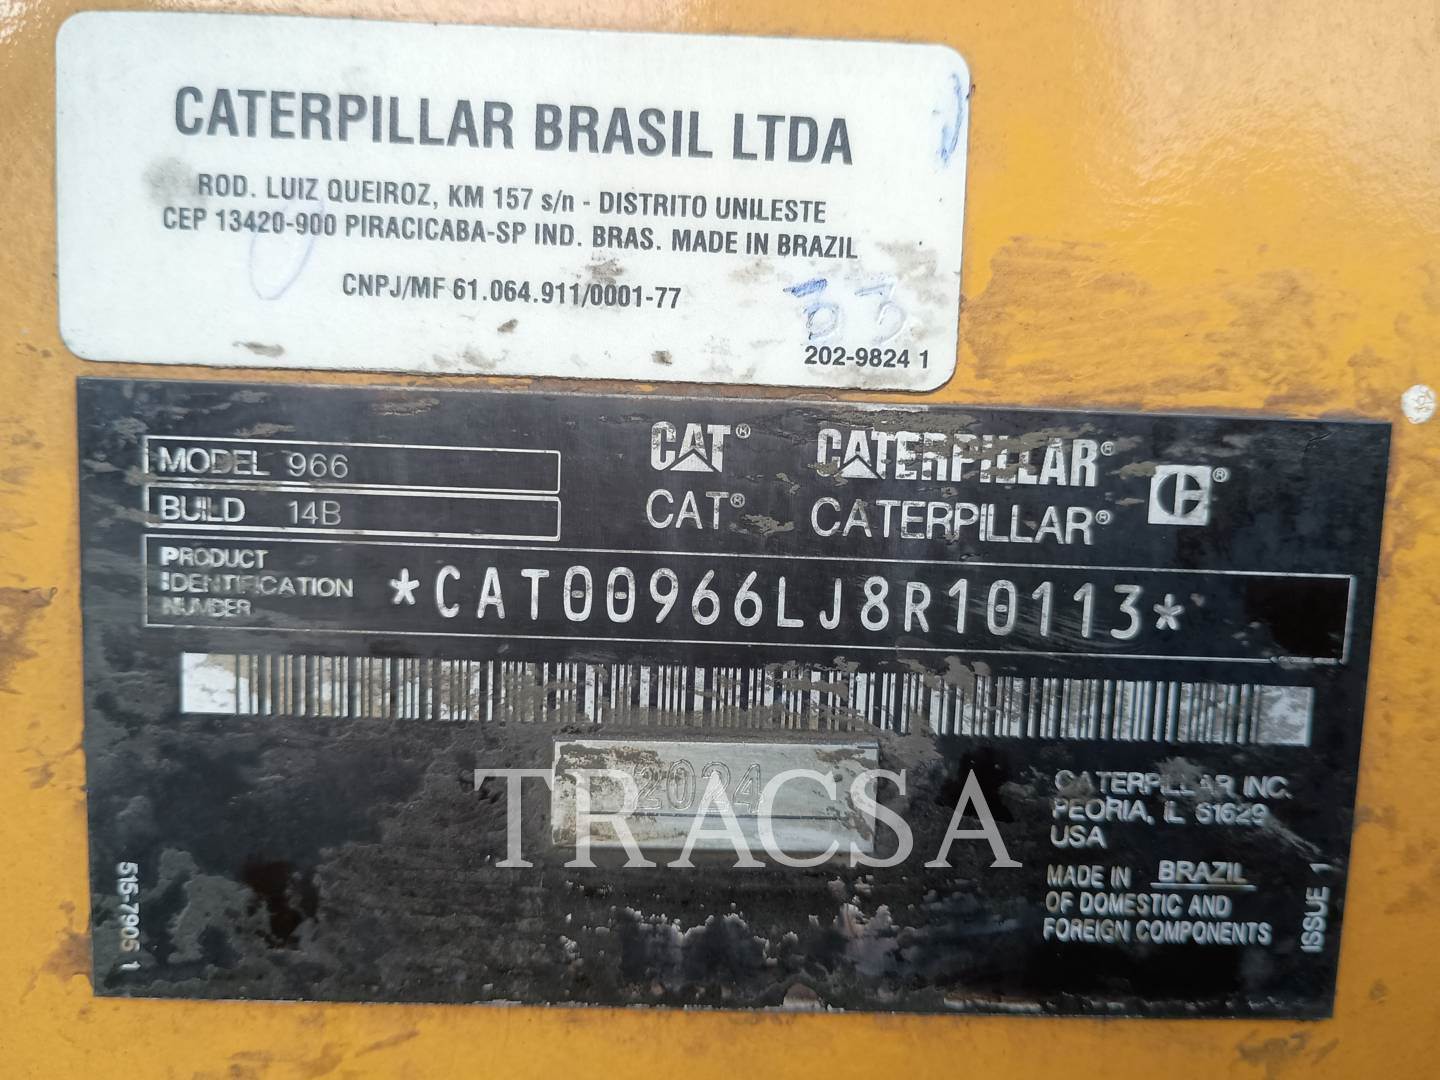 CATERPILLAR BRASIL LTDA
ROD. LUIZ QUEIROZ, KM 157 s/n - DISTRITO UNILESTE
CEP 13420-900 PIRACICABA-SP IND. BRAS. MADE IN BRAZIL
CNPJ/MF 61.064.911/0001-77
33
202-9824 1
MODEL 966
BUILD 14B
CAT® CATERPILLAR®
CAT® CATERPILLAR®
PRODUCT
IDENTIFICATION
NUMBER
*CAT00966LJ8R10113*
2024
TRACSA
CATERPILLAR INC.
PEORIA, IL 61629
USA
MADE IN BRAZIL
OF DOMESTIC AND
FOREIGN COMPONENTS
515-7905 1
ISSUE 1